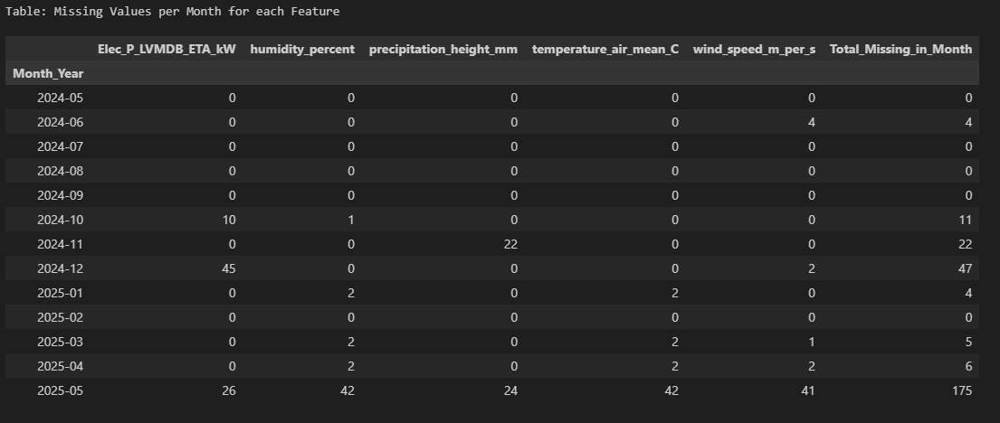 Table: Missing Values per Month for each Feature
Elec_P_LVMDB_ETA_kW humidity_percent precipitation_height_mm temperature_air_mean_C wind_speed_m_per_s Total_Missing_in_Month
Month_Year
2024-05 0 0 0 0 0 0
2024-06 0 0 0 0 4 4
2024-07 0 0 0 0 0 0
2024-08 0 0 0 0 0 0
2024-09 0 0 0 0 0 0
2024-10 10 1 0 0 0 11
2024-11 0 0 22 0 0 22
2024-12 45 0 0 0 2 47
2025-01 0 2 0 2 0 4
2025-02 0 0 0 0 0 0
2025-03 0 2 0 2 1 5
2025-04 0 2 0 2 2 6
2025-05 26 42 24 42 41 175